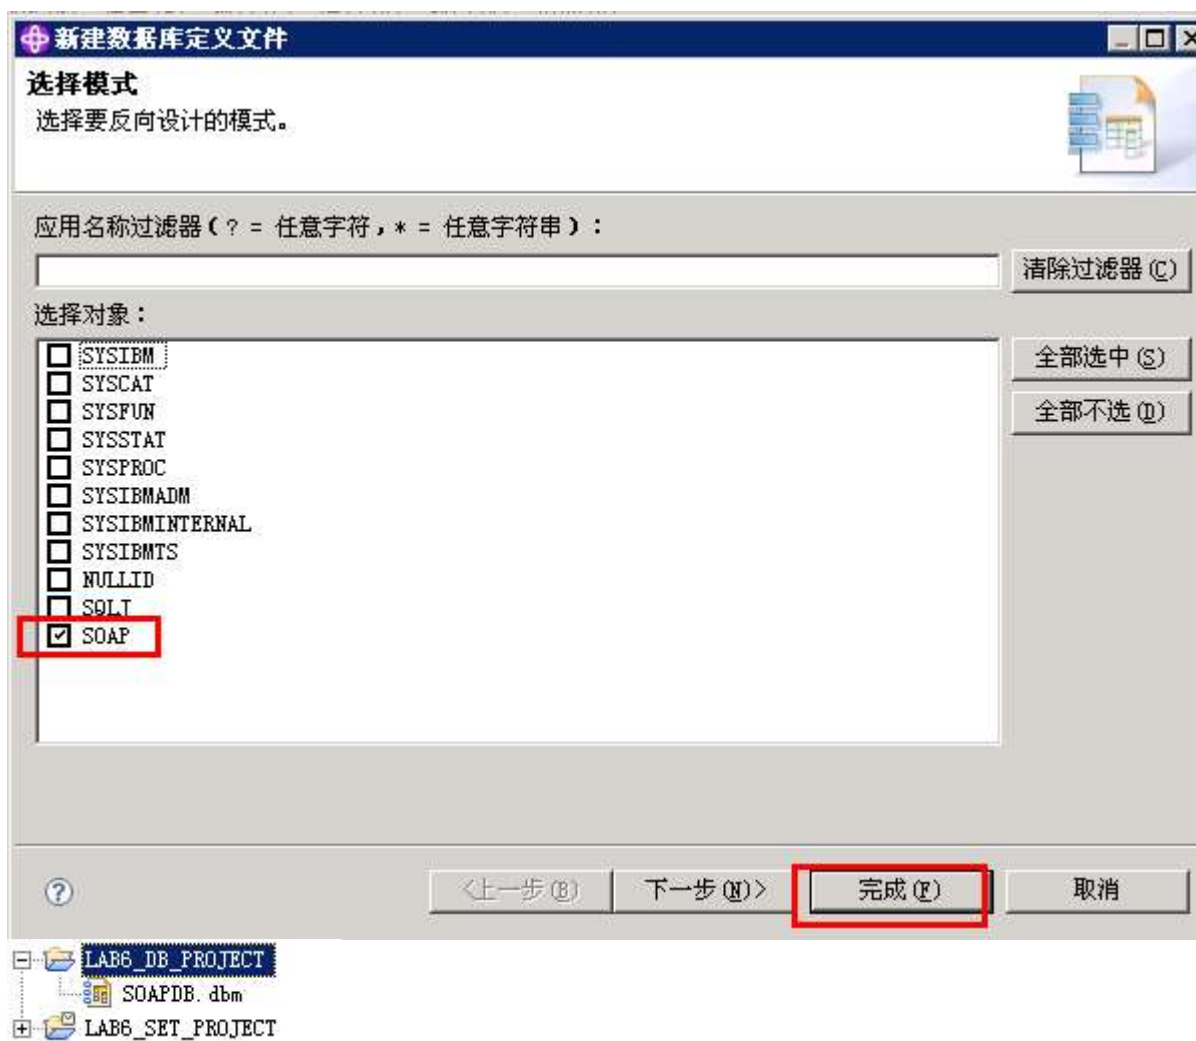 新建数据库定义文件
选择模式
选择要反向设计的模式。
应用名称过滤器(? = 任意字符,* = 任意字符串):
清除过滤器(C)
选择对象:
SYSIBM
全部选中(S)
SYSCAT
SYSFUN
全部不选(D)
SYSSTAT
SYSPROC
SYSIBMADM
SYSIBMINTERNAL
SYSIBMTS
NULLID
SQLJ
SOAP
<上一步(B)
下一步(N)>
完成(F)
取消
LAB6_DB_PROJECT
SOAPDB.dbm
LAB6_SET_PROJECT